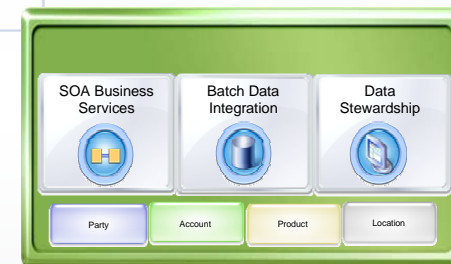 SOA Business
Services
Batch Data
Integration
Data
Stewardship
Party
Account
Product
Location